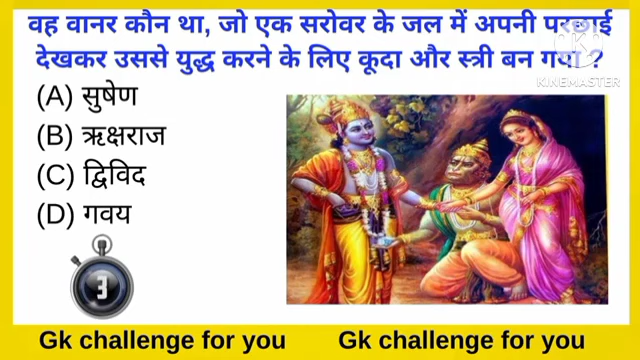 वह वानर कौन था, जो एक सरोवर के जल में अपनी परछाई
देखकर उससे युद्ध करने के लिए कूदा और स्त्री बन गया ?
KINEMASTER
(A) सुषेण
(B) ऋक्षराज
(C) द्विविद
(D) गवय
3
Gk challenge for you Gk challenge for you